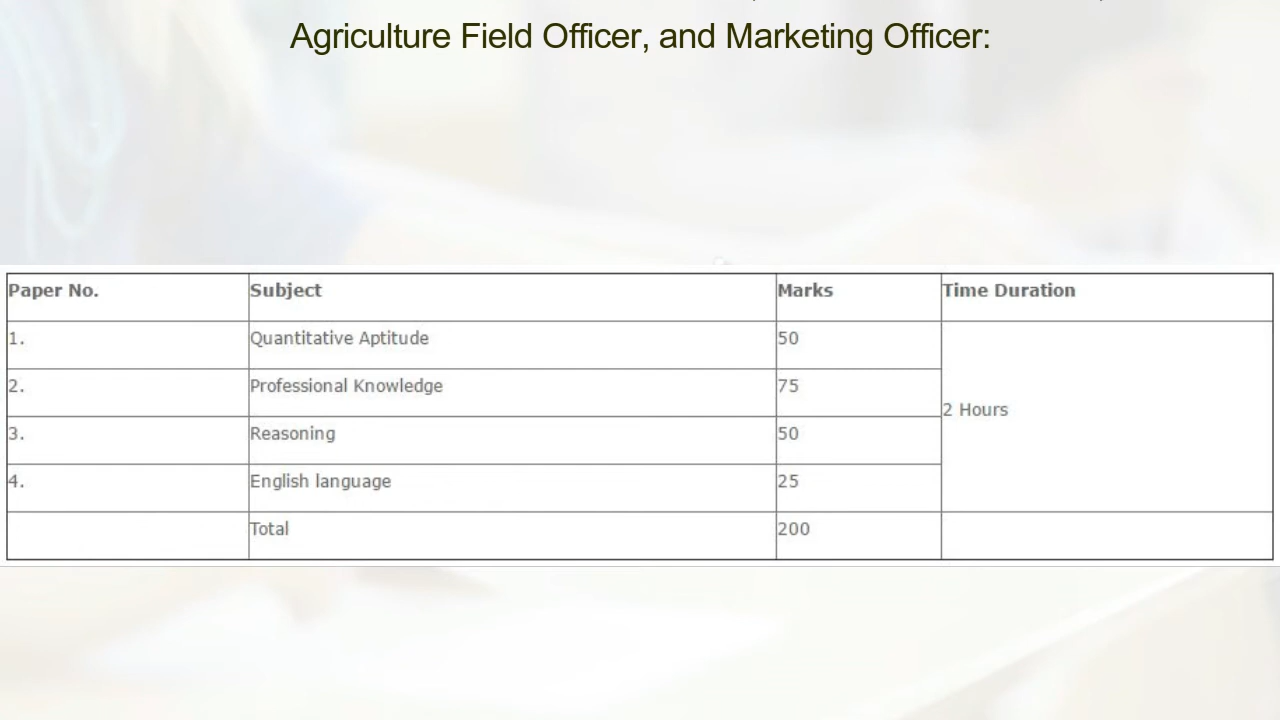 Agriculture Field Officer, and Marketing Officer:
Paper No. Subject Marks Time Duration
1. Quantitative Aptitude 50
2. Professional Knowledge 75
2 Hours
3. Reasoning 50
4. English language 25
Total 200